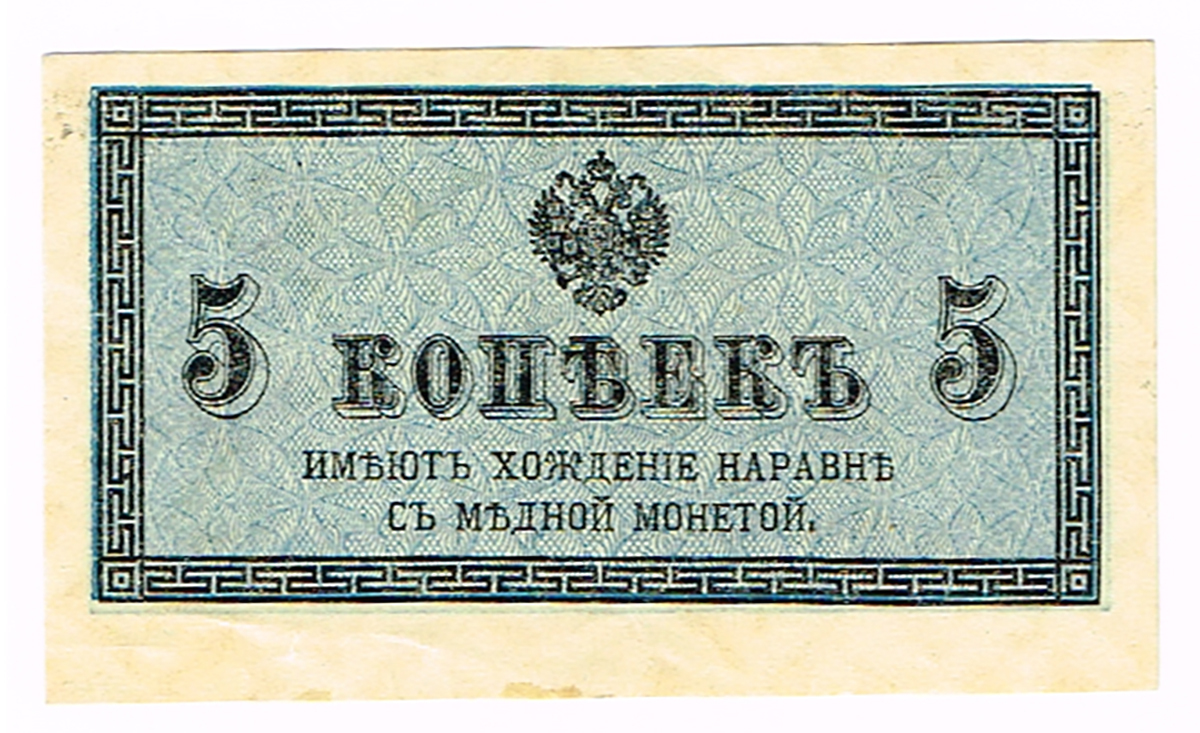 5 КОПѢЕКЪ 5
ИМѢЮТЪ ХОЖДЕНІЕ НАРАВНѢ
СЪ МѢДНОЙ МОНЕТОЙ.